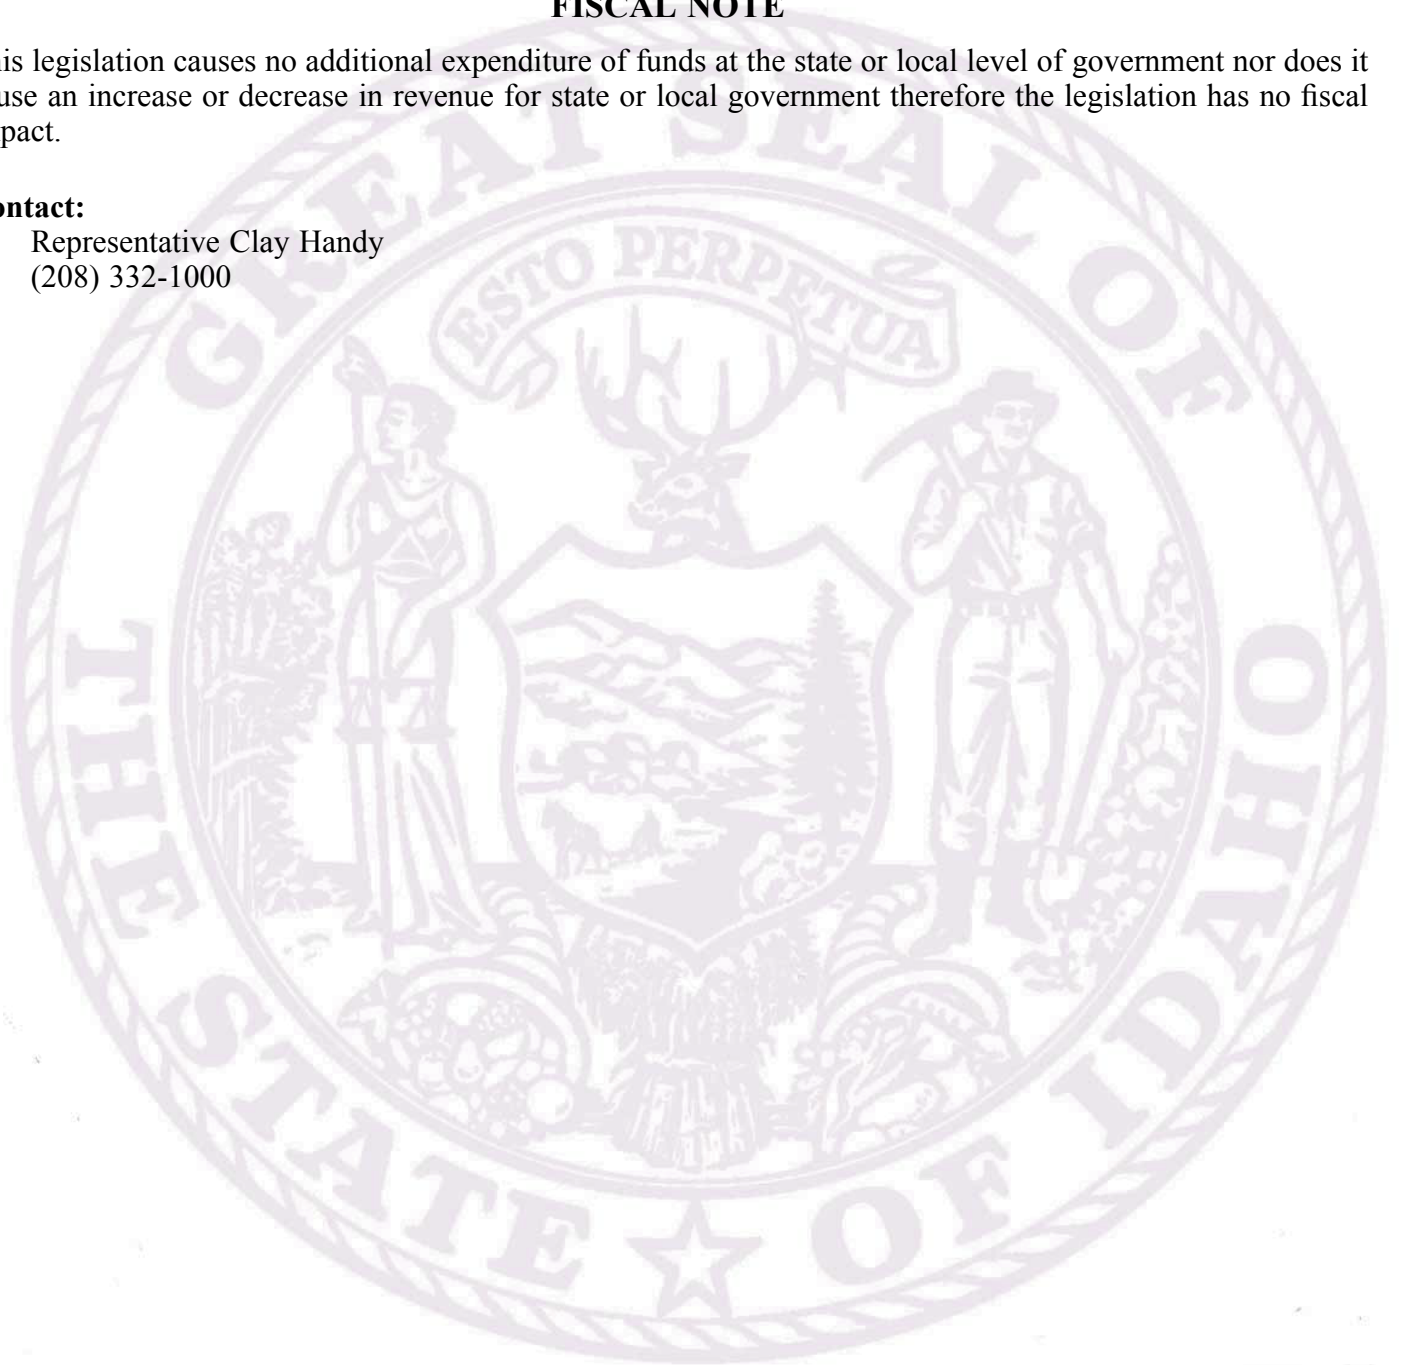 FISCAL NOTE
his legislation causes no additional expenditure of funds at the state or local level of government nor does it
use an increase or decrease in revenue for state or local government therefore the legislation has no fiscal
pact.
ontact:
Representative Clay Handy
(208) 332-1000
THE GREAT SEAL OF
ESTO PERPETUA
STATE OF IDAHO